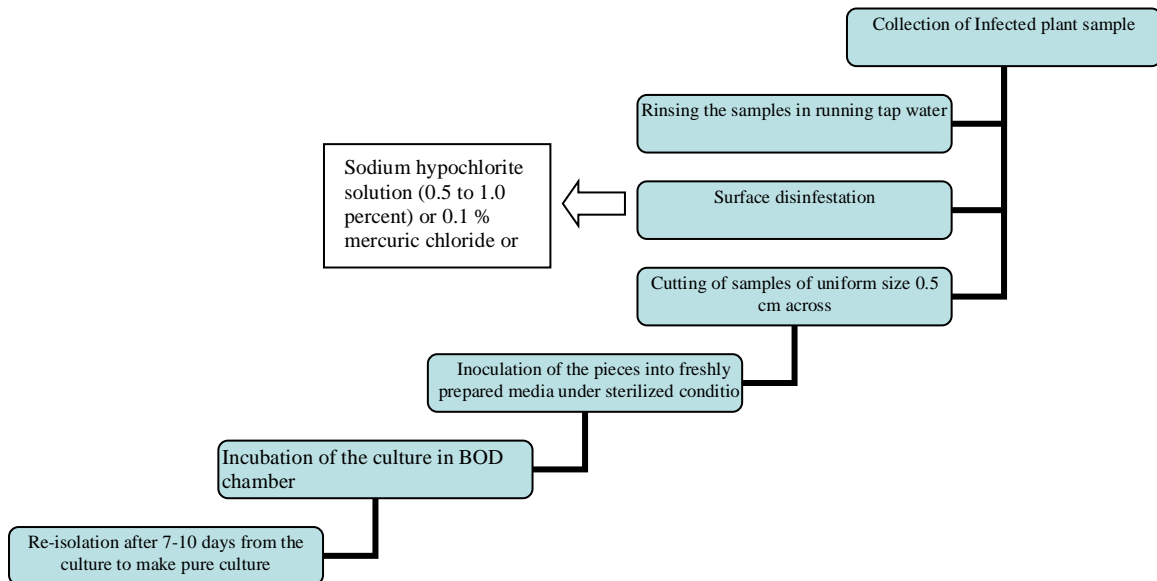 Collection of Infected plant sample
Rinsing the samples in running tap water
Surface disinfestation
Sodium hypochlorite
solution (0.5 to 1.0
percent) or 0.1 %
mercuric chloride or
Cutting of samples of uniform size 0.5
cm across
Inoculation of the pieces into freshly
prepared media under sterilized conditio
Incubation of the culture in BOD
chamber
Re-isolation after 7-10 days from the
culture to make pure culture